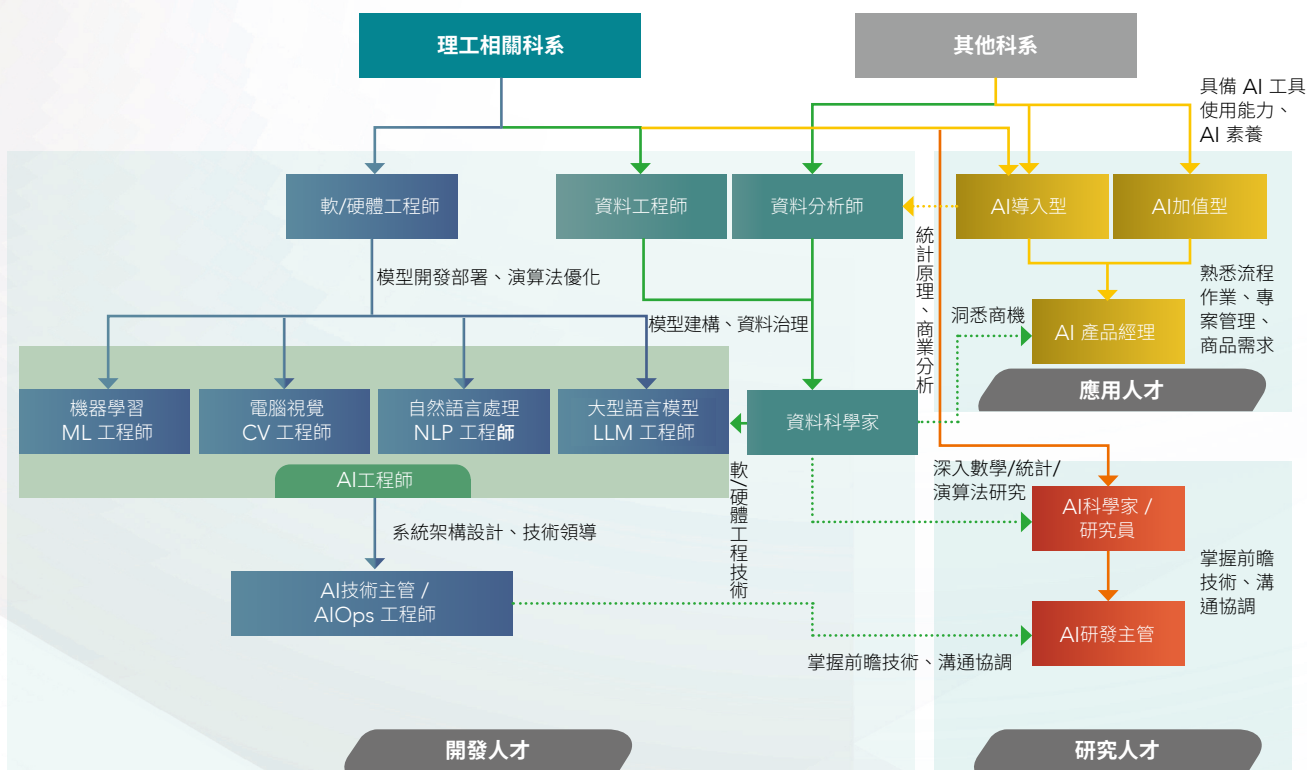 理工相關科系
其他科系
具備 AI 工具
使用能力、
AI 素養
軟/硬體工程師
資料工程師
資料分析師
AI導入型
AI加值型
模型開發部署、演算法優化
模型建構、資料治理
統計原理、商業分析
洞悉商機
AI 產品經理
熟悉流程
作業、專
案管理、
商品需求
應用人才
機器學習
ML 工程師
電腦視覺
CV 工程師
自然語言處理
NLP 工程師
大型語言模型
LLM 工程師
資料科學家
AI工程師
軟/硬體工程技術
深入數學/統計/
演算法研究
AI科學家 /
研究員
系統架構設計、技術領導
掌握前瞻
技術、溝
通協調
AI技術主管 /
AIOps 工程師
AI研發主管
掌握前瞻技術、溝通協調
開發人才
研究人才